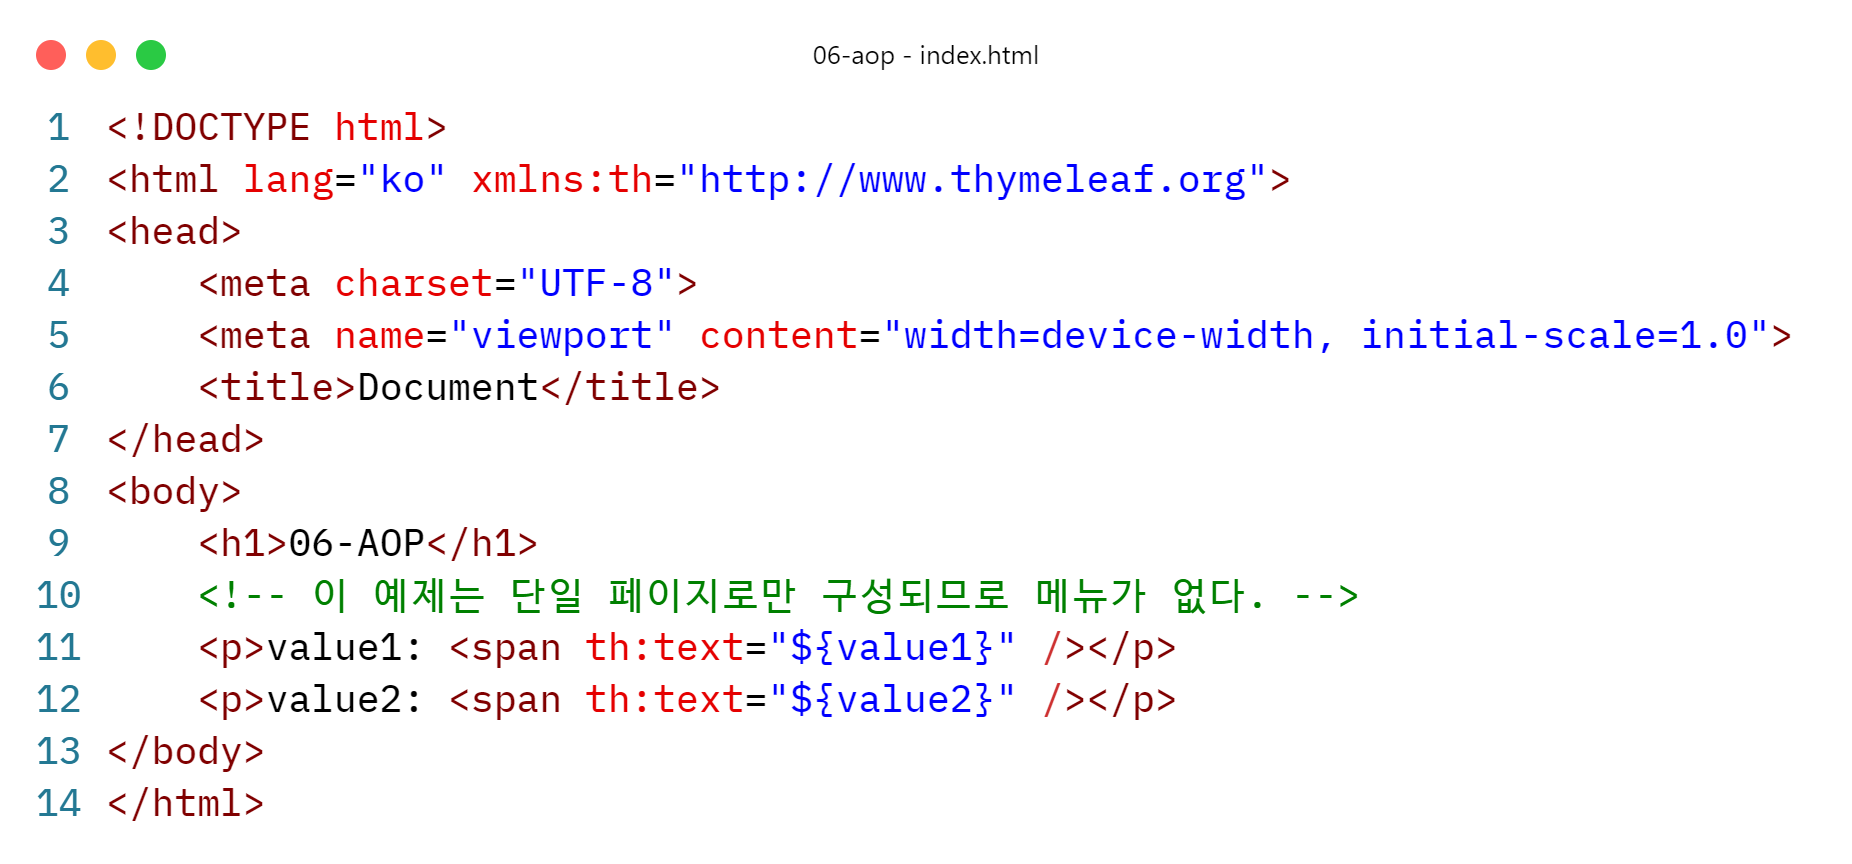 06-aop - index.html
1 <!DOCTYPE html>
2 <html lang="ko" xmlns:th="http://www.thymeleaf.org">
3 <head>
4     <meta charset="UTF-8">
5     <meta name="viewport" content="width=device-width, initial-scale=1.0">
6     <title>Document</title>
7 </head>
8 <body>
9     <h1>06-AOP</h1>
10     <!-- 이 예제는 단일 페이지로만 구성되므로 메뉴가 없다. -->
11     <p>value1: <span th:text="${value1}" /></p>
12     <p>value2: <span th:text="${value2}" /></p>
13 </body>
14 </html>